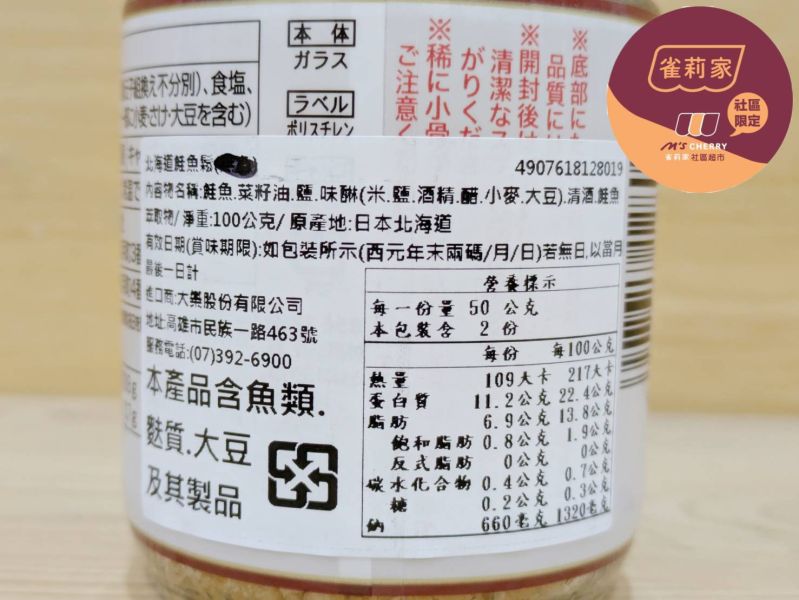 本体
ガラス
ラベル
ポリスチレン
え不分別)、食塩、
小麦・さけ・大豆を含む)
※稀に小骨
ご注意く
※開封後は
清潔な
がりくだ
※底部に
品質に
雀莉家
社區
限定
M's CHERRY
雀莉家 社區超市
北海道鮭魚鬆
4907618128019
內容物名稱:鮭魚.菜籽油.鹽.味醂(米.鹽.酒精.醋.小麥.大豆).清酒.鮭魚
萃取物/淨重:100公克/ 原產地:日本北海道
有效日期(賞味期限):如包裝所示(西元年末兩碼/月/日)若無日,以當月
最後一日計
進口商:大樂股份有限公司
地址:高雄市民族一路463號
服務電話:(07)392-6900
本產品含魚類.
麩質.大豆
及其製品
營養標示
每一份量 50 公克
本包裝含 2 份
每份 每100公克
熱量 109大卡 217大卡
蛋白質 11.2公克 22.4公克
脂肪 6.9公克 13.8公克
飽和脂肪 0.8公克 1.9公克
反式脂肪 0公克 0公克
碳水化合物 0.4公克 0.7公克
糖 0.2公克 0.3公克
鈉 660毫克 1320毫克